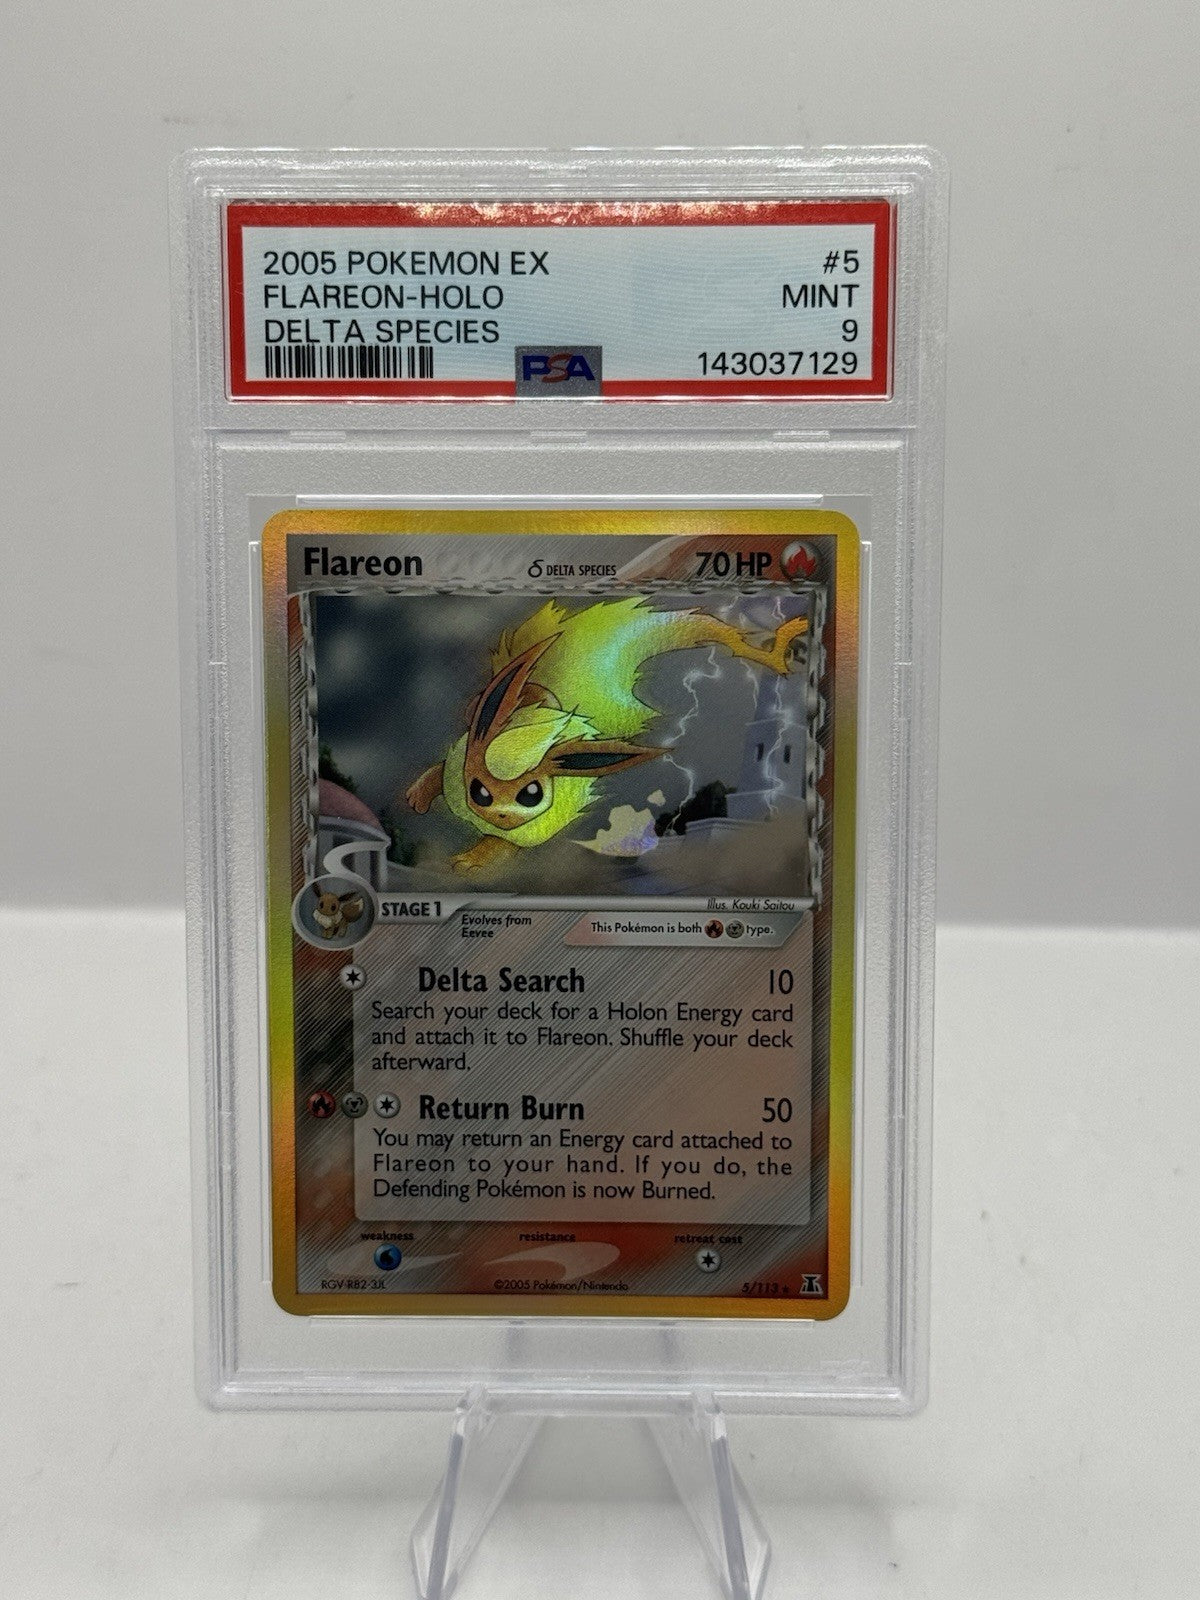 2005 POKEMON EX #5
FLAREON-HOLO MINT
DELTA SPECIES 9
PSA 143037129
Flareon δ DELTA SPECIES 70 HP
Illus. Kouki Saitou
STAGE 1 Evolves from
Eevee
This Pokémon is both type.
Delta Search 10
Search your deck for a Holon Energy card
and attach it to Flareon. Shuffle your deck
afterward.
Return Burn 50
You may return an Energy card attached to
Flareon to your hand. If you do, the
Defending Pokémon is now Burned.
weakness resistance retreat cost
RGV-R82-3JL ©2005 Pokémon/Nintendo 5/113 ★